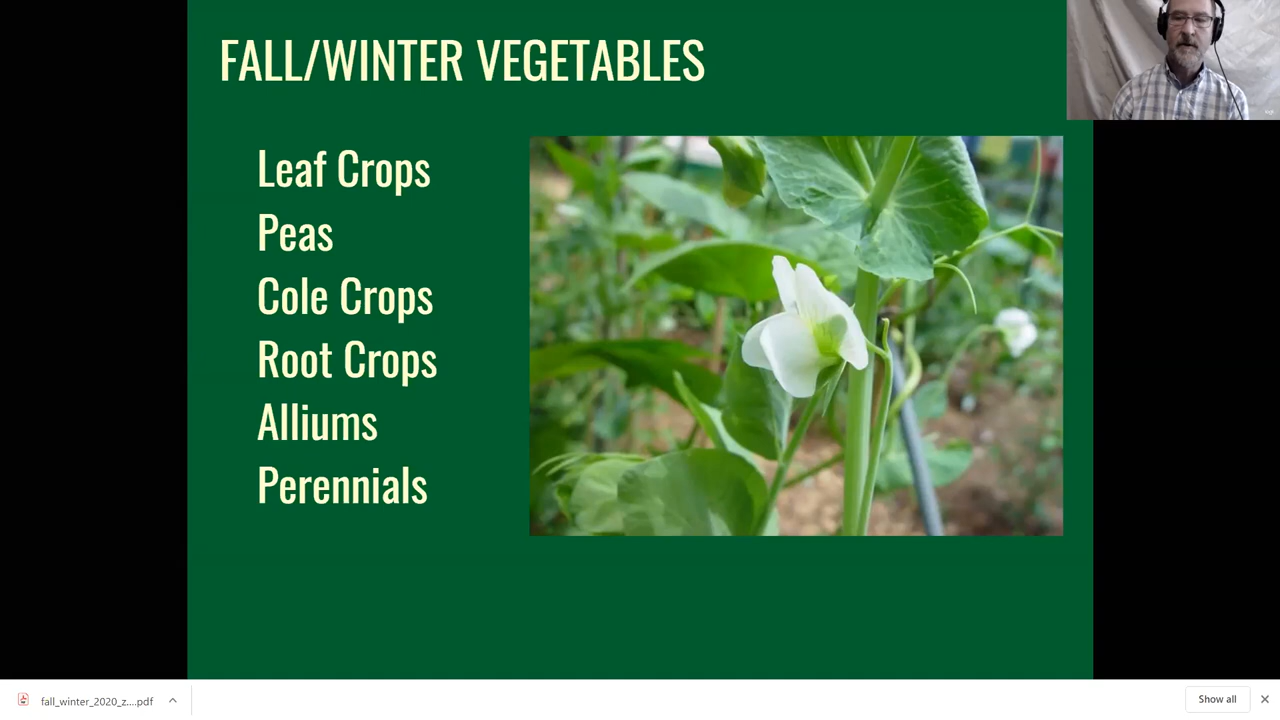 FALL/WINTER VEGETABLES
Leaf Crops
Peas
Cole Crops
Root Crops
Alliums
Perennials
fall_winter_2020_z....pdf
Show all